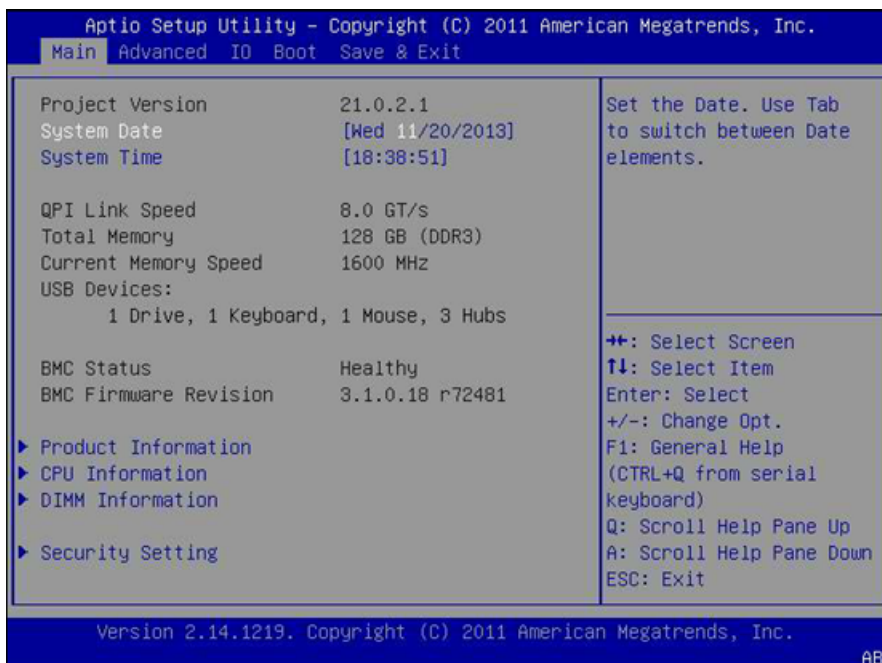 Aptio Setup Utility – Copyright (C) 2011 American Megatrends, Inc.
Main Advanced IO Boot Save & Exit
Project Version 21.0.2.1
System Date [Wed 11/20/2013]
System Time [18:38:51]
QPI Link Speed 8.0 GT/s
Total Memory 128 GB (DDR3)
Current Memory Speed 1600 MHz
USB Devices:
1 Drive, 1 Keyboard, 1 Mouse, 3 Hubs
BMC Status Healthy
BMC Firmware Revision 3.1.0.18 r72481
Product Information
CPU Information
DIMM Information
Security Setting
Set the Date. Use Tab
to switch between Date
elements.
→←: Select Screen
↑↓: Select Item
Enter: Select
+/-: Change Opt.
F1: General Help
(CTRL+Q from serial
keyboard)
Q: Scroll Help Pane Up
A: Scroll Help Pane Down
ESC: Exit
Version 2.14.1219. Copyright (C) 2011 American Megatrends, Inc.